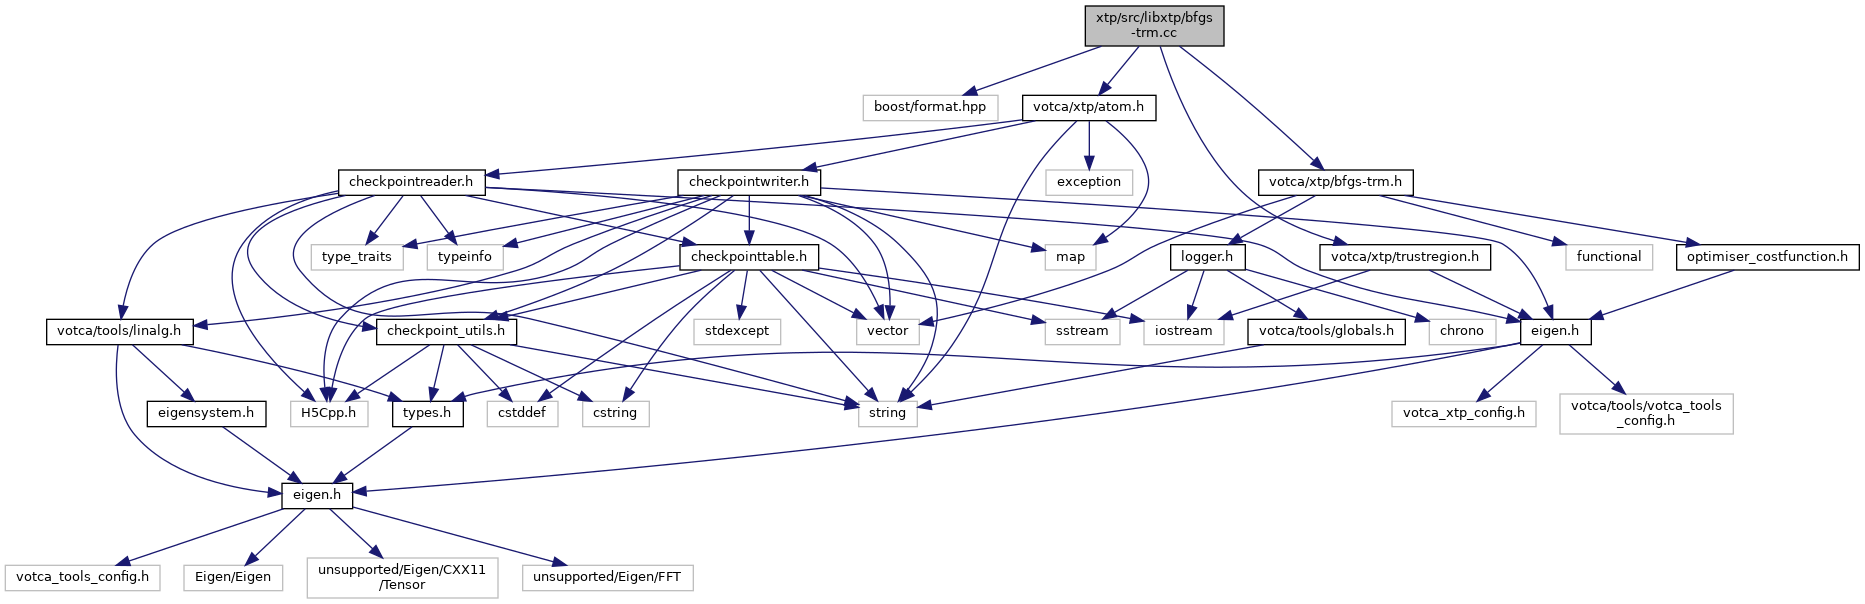 xtp/src/libxtp/bfgs
-trm.cc
boost/format.hpp
votca/xtp/atom.h
checkpointreader.h
checkpointwriter.h
exception
votca/xtp/bfgs-trm.h
type_traits
typeinfo
checkpointtable.h
map
logger.h
votca/xtp/trustregion.h
functional
optimiser_costfunction.h
votca/tools/linalg.h
checkpoint_utils.h
stdexcept
vector
sstream
iostream
votca/tools/globals.h
chrono
eigen.h
eigensystem.h
H5Cpp.h
types.h
cstddef
cstring
string
votca_xtp_config.h
votca/tools/votca_tools
_config.h
eigen.h
votca_tools_config.h
Eigen/Eigen
unsupported/Eigen/CXX11
/Tensor
unsupported/Eigen/FFT